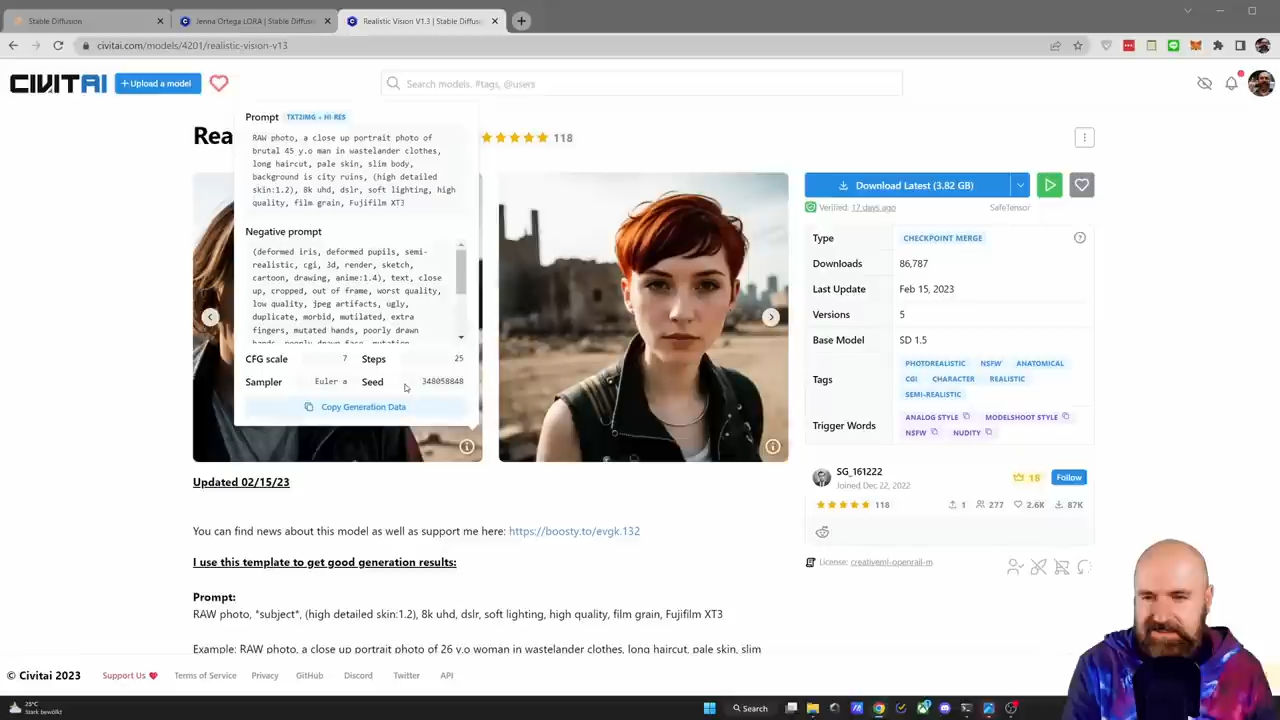 Stable Diffusion
Jenna Ortega LORA | Stable Diffus
Realistic Vision V1.3 | Stable Diffus
civitai.com/models/4201/realistic-vision-v13
CIVITAI
+ Upload a model
Search models, #tags, @users
Rea
118
Prompt TXT2IMG + HI-RES
RAW photo, a close up portrait photo of
brutal 45 y.o man in wastelander clothes,
long haircut, pale skin, slim body,
background is city ruins, (high detailed
skin:1.2), 8k uhd, dslr, soft lighting, high
quality, film grain, Fujifilm XT3
Negative prompt
(deformed iris, deformed pupils, semi-
realistic, cgi, 3d, render, sketch,
cartoon, drawing, anime:1.4), text, close
up, cropped, out of frame, worst quality,
low quality, jpeg artifacts, ugly,
duplicate, morbid, mutilated, extra
fingers, mutated hands, poorly drawn
hands, poorly drawn face, mutation,
CFG scale 7 Steps 25
Sampler Euler a Seed 348058848
Copy Generation Data
Download Latest (3.82 GB)
Verified: 17 days ago SafeTensor
Type CHECKPOINT MERGE
Downloads 86,787
Last Update Feb 15, 2023
Versions 5
Base Model SD 1.5
Tags PHOTOREALISTIC NSFW ANATOMICAL
CGI CHARACTER REALISTIC
SEMI-REALISTIC
Trigger Words ANALOG STYLE MODELSHOOT STYLE
NSFW NUDITY
SG_161222
Joined Dec 22, 2022
18
Follow
118 1 277 2.6K 87K
License: creativeml-openrail-m
Updated 02/15/23
You can find news about this model as well as support me here: https://boosty.to/evgk.132
I use this template to get good generation results:
Prompt:
RAW photo, *subject*, (high detailed skin:1.2), 8k uhd, dslr, soft lighting, high quality, film grain, Fujifilm XT3
Example: RAW photo, a close up portrait photo of 26 y.o woman in wastelander clothes, long haircut, pale skin, slim
© Civitai 2023 Support Us Terms of Service Privacy GitHub Discord Twitter API
25°C
Stark bewölkt
Search